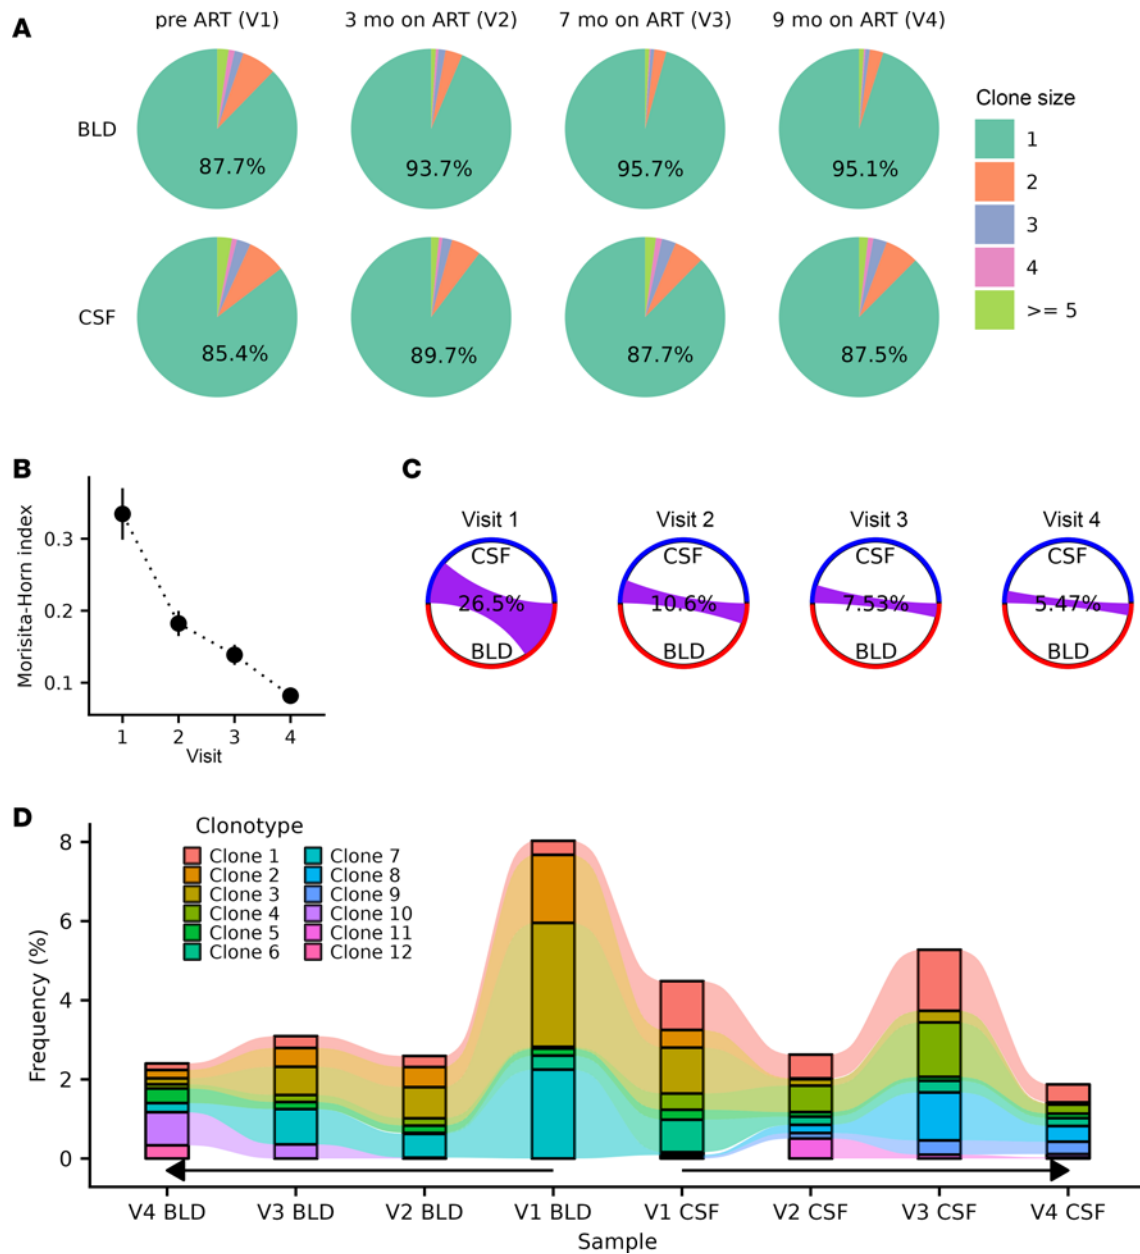 A
pre ART (V1) 3 mo on ART (V2) 7 mo on ART (V3) 9 mo on ART (V4)
BLD
87.7% 93.7% 95.7% 95.1%
CSF
85.4% 89.7% 87.7% 87.5%
Clone size
1
2
3
4
>= 5
B
Morisita-Horn index
0.3
0.2
0.1
1 2 3 4
Visit
C
Visit 1 Visit 2 Visit 3 Visit 4
CSF CSF CSF CSF
26.5% 10.6% 7.53% 5.47%
BLD BLD BLD BLD
D
Clonotype
Clone 1 Clone 7
Clone 2 Clone 8
Clone 3 Clone 9
Clone 4 Clone 10
Clone 5 Clone 11
Clone 6 Clone 12
Frequency (%)
8
6
4
2
0
V4 BLD V3 BLD V2 BLD V1 BLD V1 CSF V2 CSF V3 CSF V4 CSF
Sample